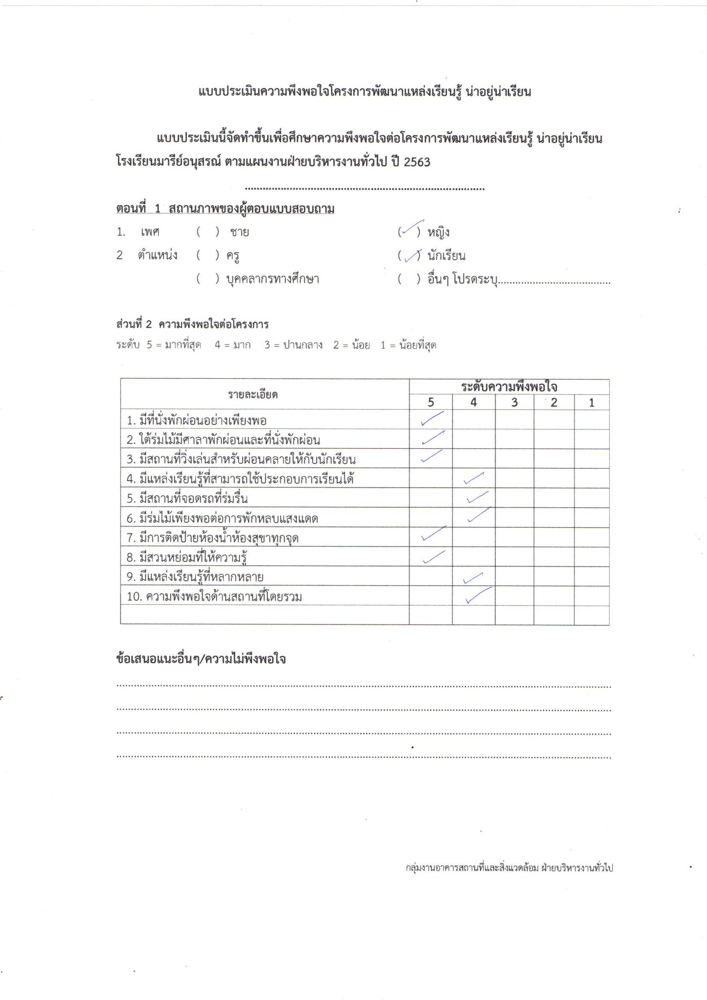 แบบประเมินความพึงพอใจโครงการพัฒนาแหล่งเรียนรู้ น่าอยู่น่าเรียน
แบบประเมินนี้จัดทำขึ้นเพื่อศึกษาความพึงพอใจต่อโครงการพัฒนาแหล่งเรียนรู้ น่าอยู่น่าเรียน
โรงเรียนมารีย์อนุสรณ์ ตามแผนงานฝ่ายบริหารงานทั่วไป ปี 2563
................................................................................
ตอนที่ 1 สถานภาพของผู้ตอบแบบสอบถาม
1. เพศ ( ) ชาย (✓) หญิง
2 ตำแหน่ง ( ) ครู (✓) นักเรียน
( ) บุคคลากรทางศึกษา ( ) อื่นๆ โปรดระบุ.......................................
ส่วนที่ 2 ความพึงพอใจต่อโครงการ
ระดับ 5 = มากที่สุด 4 = มาก 3 = ปานกลาง 2 = น้อย 1 = น้อยที่สุด
รายละเอียด ระดับความพึงพอใจ
5 4 3 2 1
1. มีที่นั่งพักผ่อนอย่างเพียงพอ ✓
2. ใต้ร่มไม้มีศาลาพักผ่อนและที่นั่งพักผ่อน ✓
3. มีสถานที่วิ่งเล่นสำหรับผ่อนคลายให้กับนักเรียน ✓
4. มีแหล่งเรียนรู้ที่สามารถใช้ประกอบการเรียนได้ ✓
5. มีสถานที่จอดรถที่ร่มรื่น ✓
6. มีร่มไม้เพียงพอต่อการพักหลบแสงแดด ✓
7. มีการติดป้ายห้องน้ำห้องสุขาทุกจุด ✓
8. มีสวนหย่อมที่ให้ความรู้ ✓
9. มีแหล่งเรียนรู้ที่หลากหลาย ✓
10. ความพึงพอใจด้านสถานที่โดยรวม ✓
ข้อเสนอแนะอื่นๆ/ความไม่พึงพอใจ
กลุ่มงานอาคารสถานที่และสิ่งแวดล้อม ฝ่ายบริหารงานทั่วไป